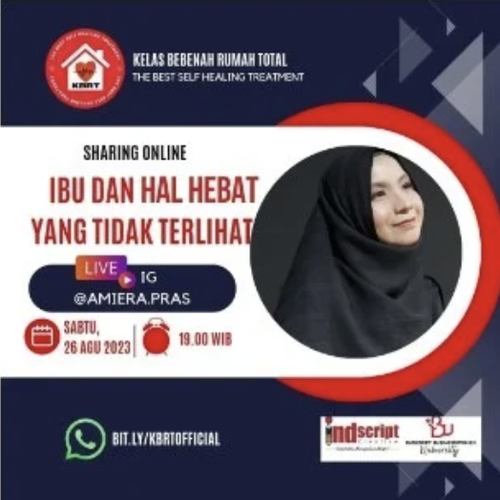 KELAS BEBENAH RUMAH TOTAL
THE BEST SELF HEALING TREATMENT
KBRT
SHARING ONLINE
IBU DAN HAL HEBAT
YANG TIDAK TERLIHAT
LIVE
IG
@AMIERA.PRAS
SABTU,
26 AGU 2023
19.00 WIB
BIT.LY/KBRTOFFICIAL
indscript
University